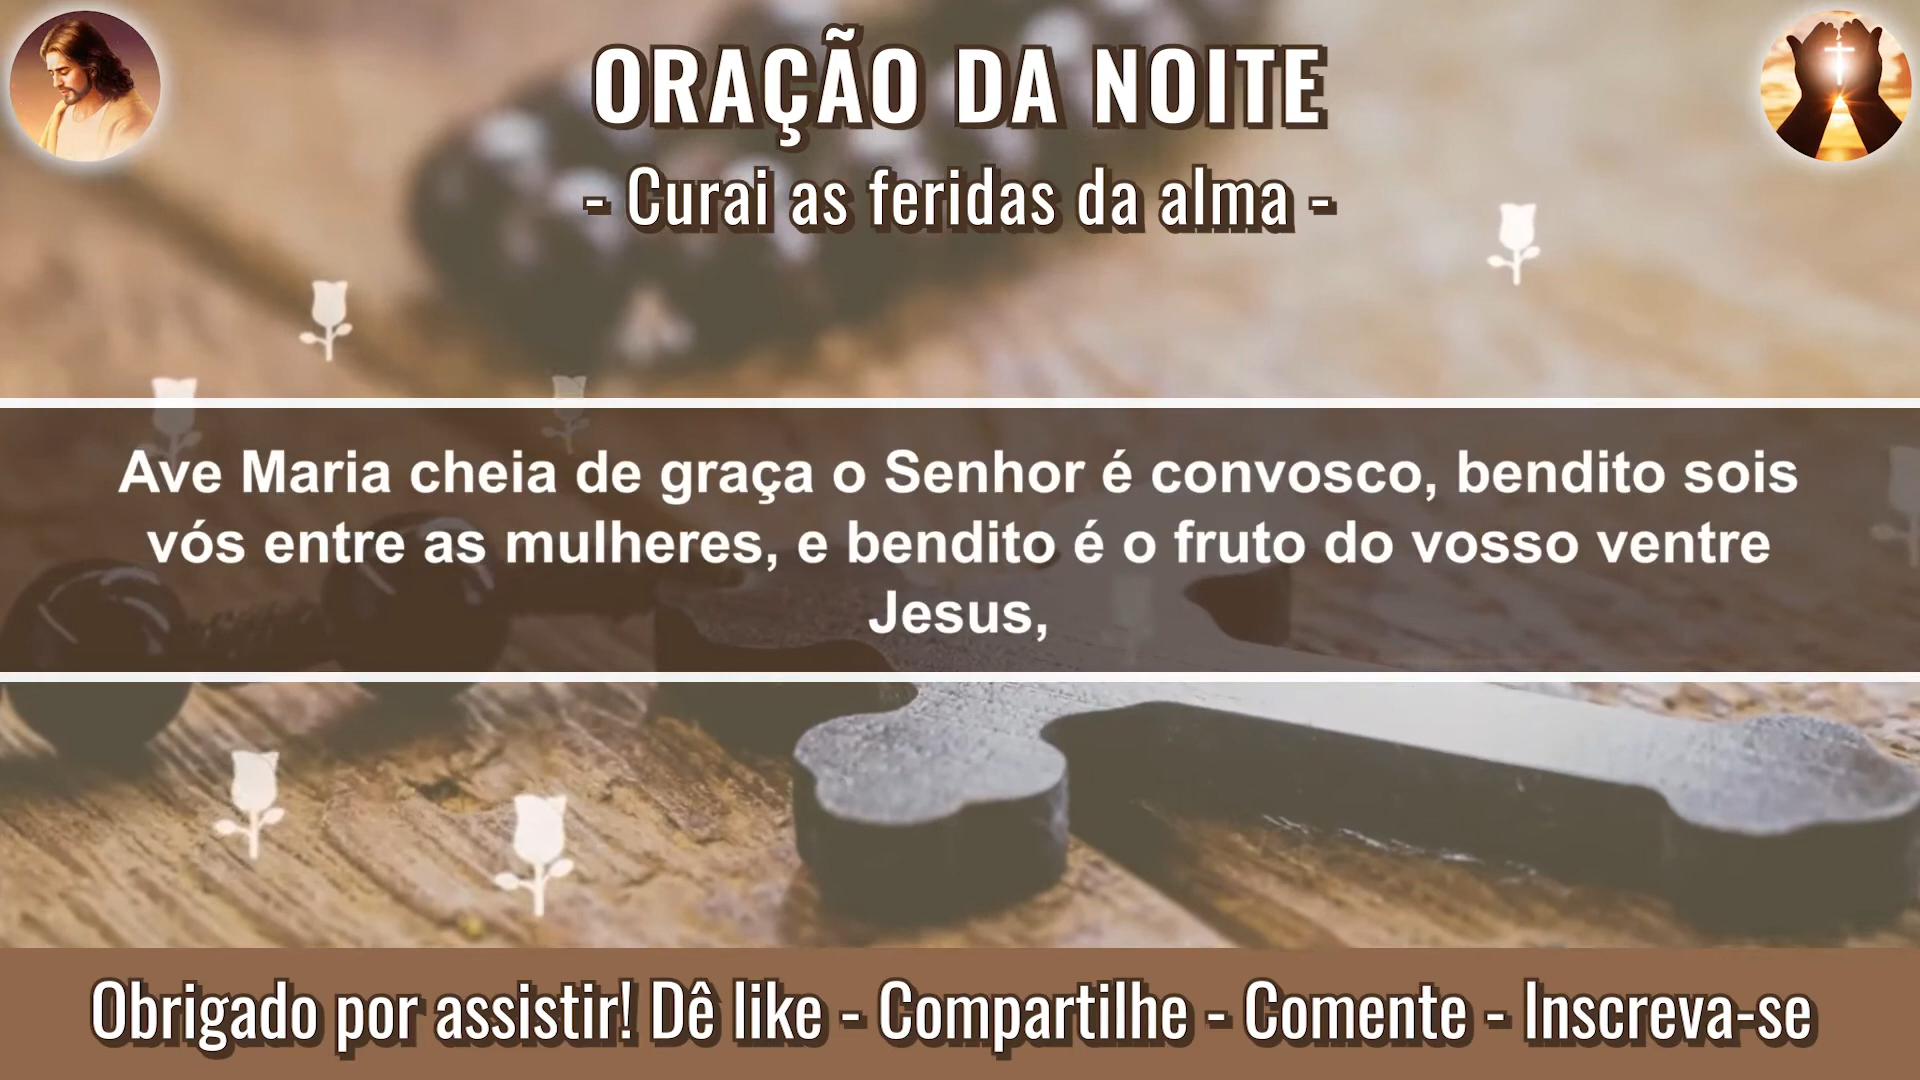 ORAÇÃO DA NOITE
- Curai as feridas da alma -
Ave Maria cheia de graça o Senhor é convosco, bendito sois
vós entre as mulheres, e bendito é o fruto do vosso ventre
Jesus,
Obrigado por assistir! Dê like - Compartilhe - Comente - Inscreva-se